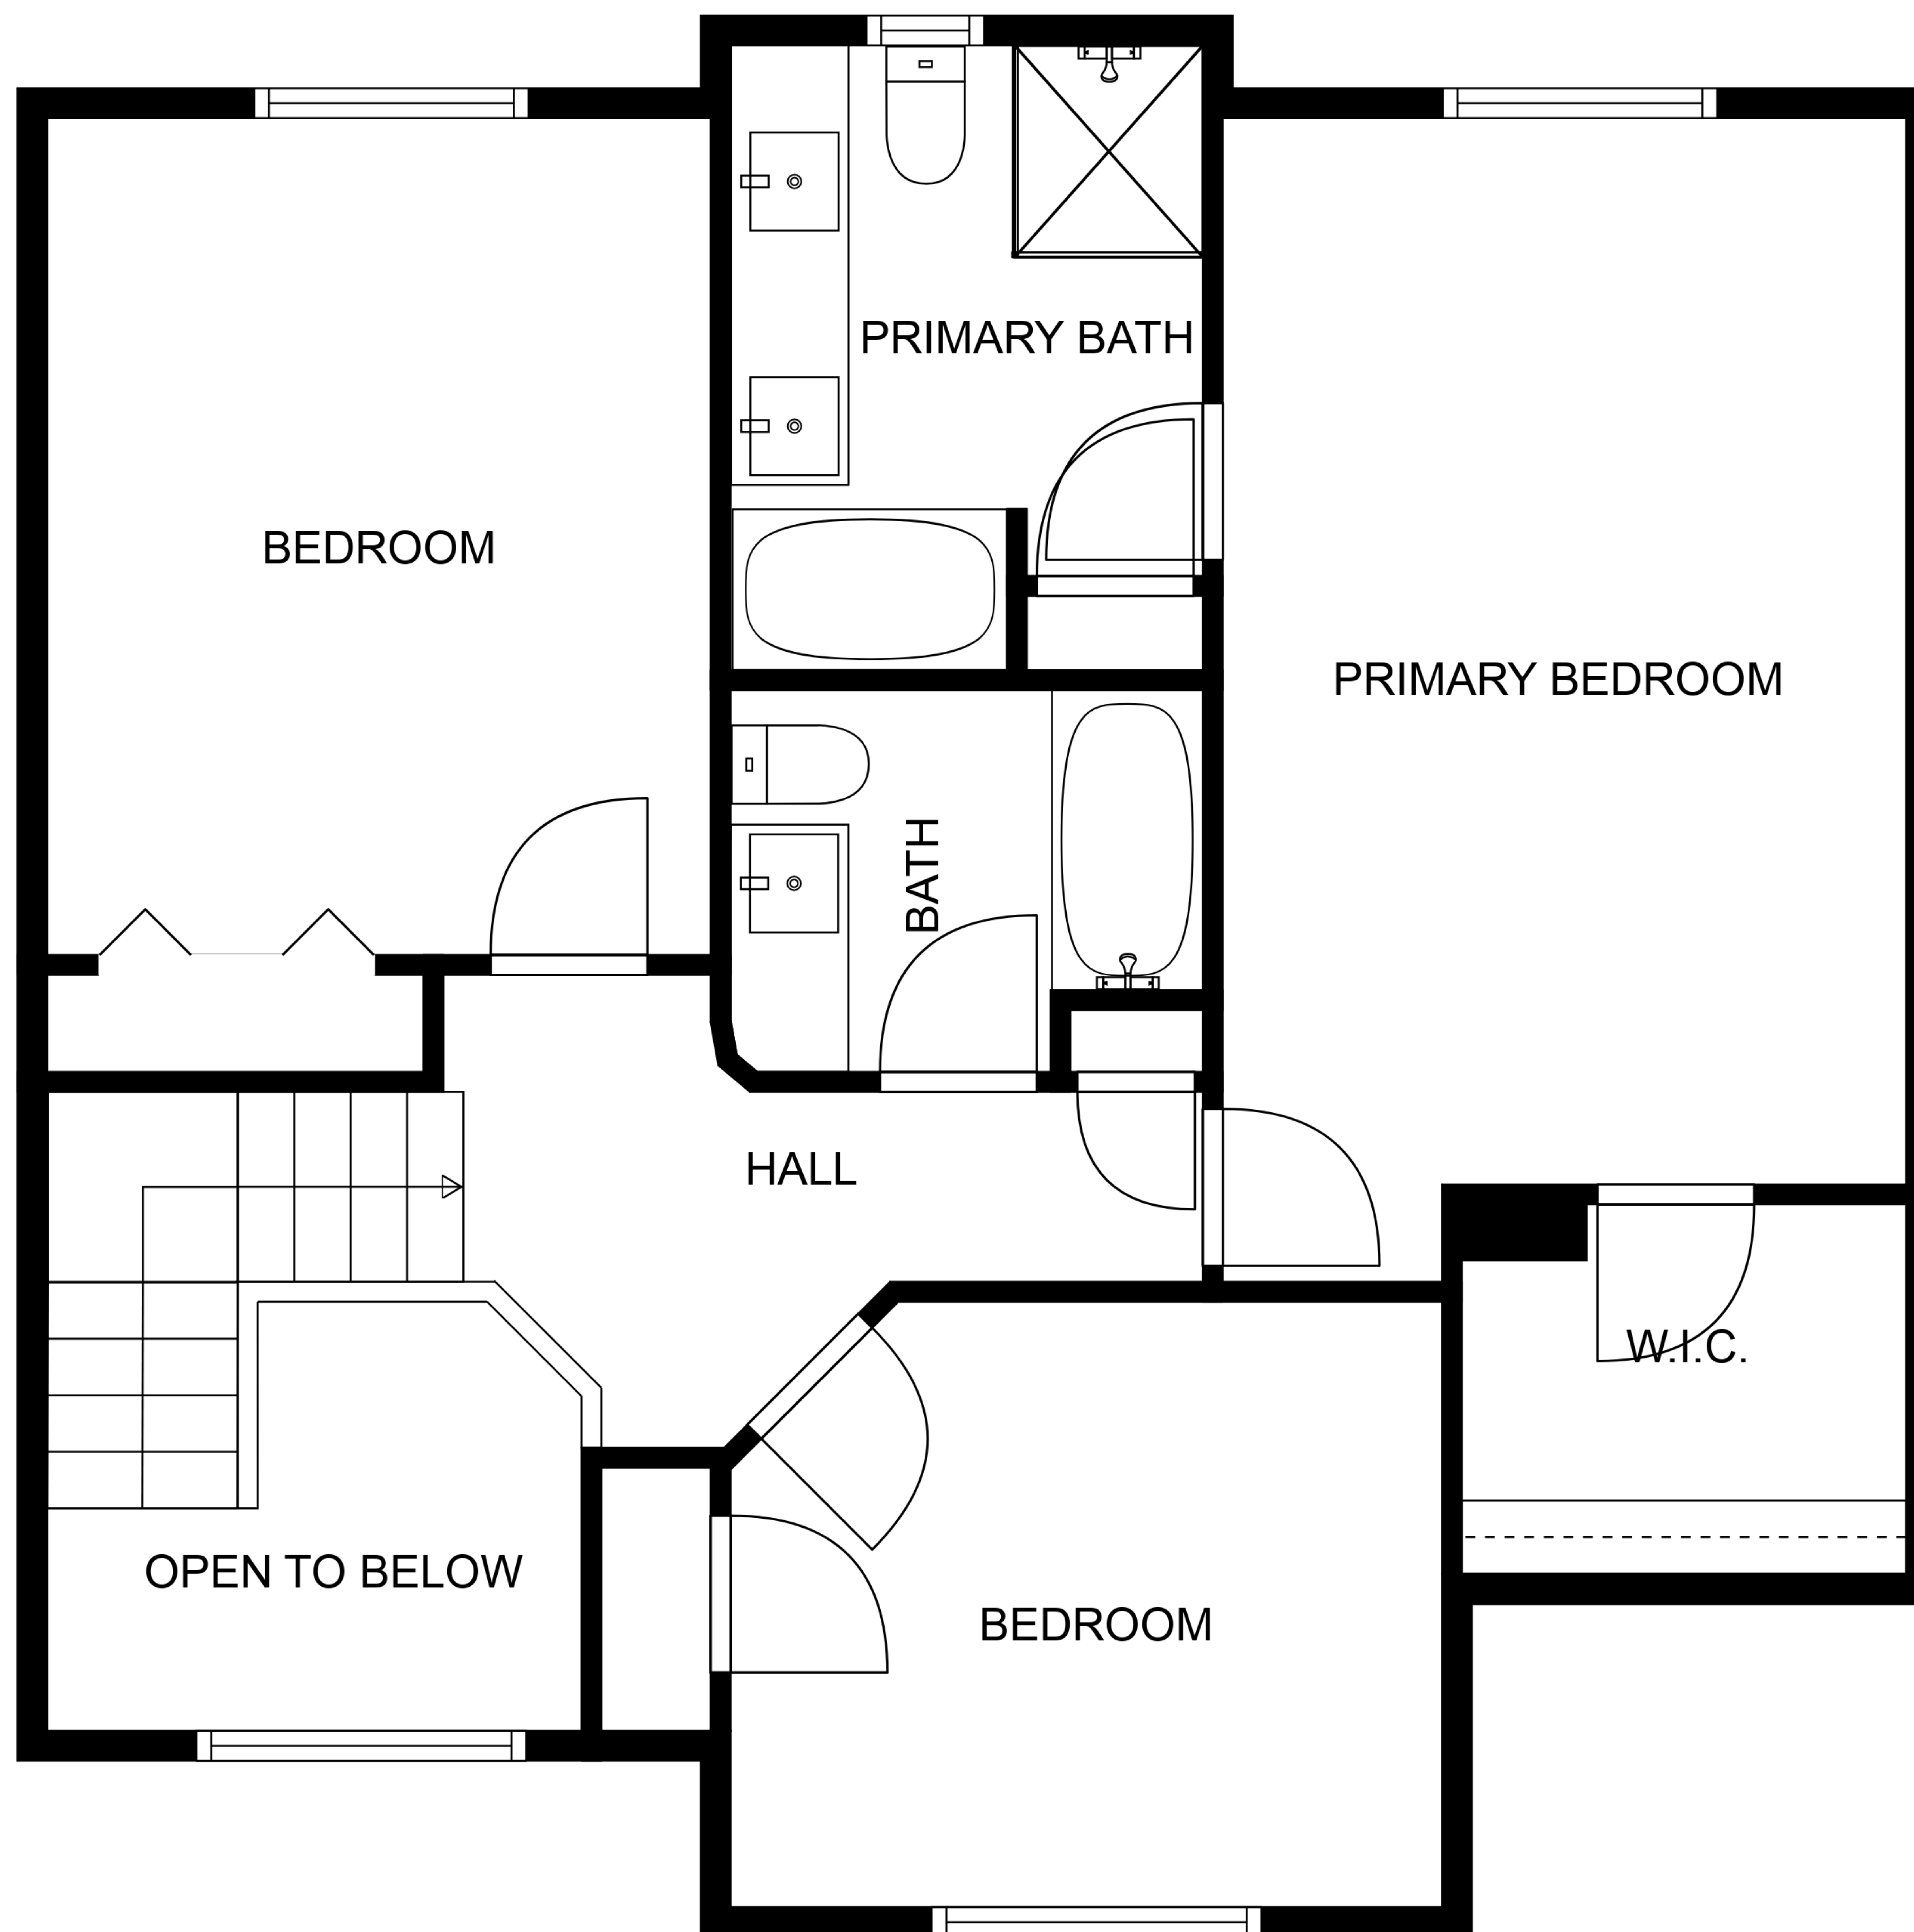 PRIMARY BATH
BEDROOM
PRIMARY BEDROOM
BATH
HALL
W.I.C.
OPEN TO BELOW
BEDROOM